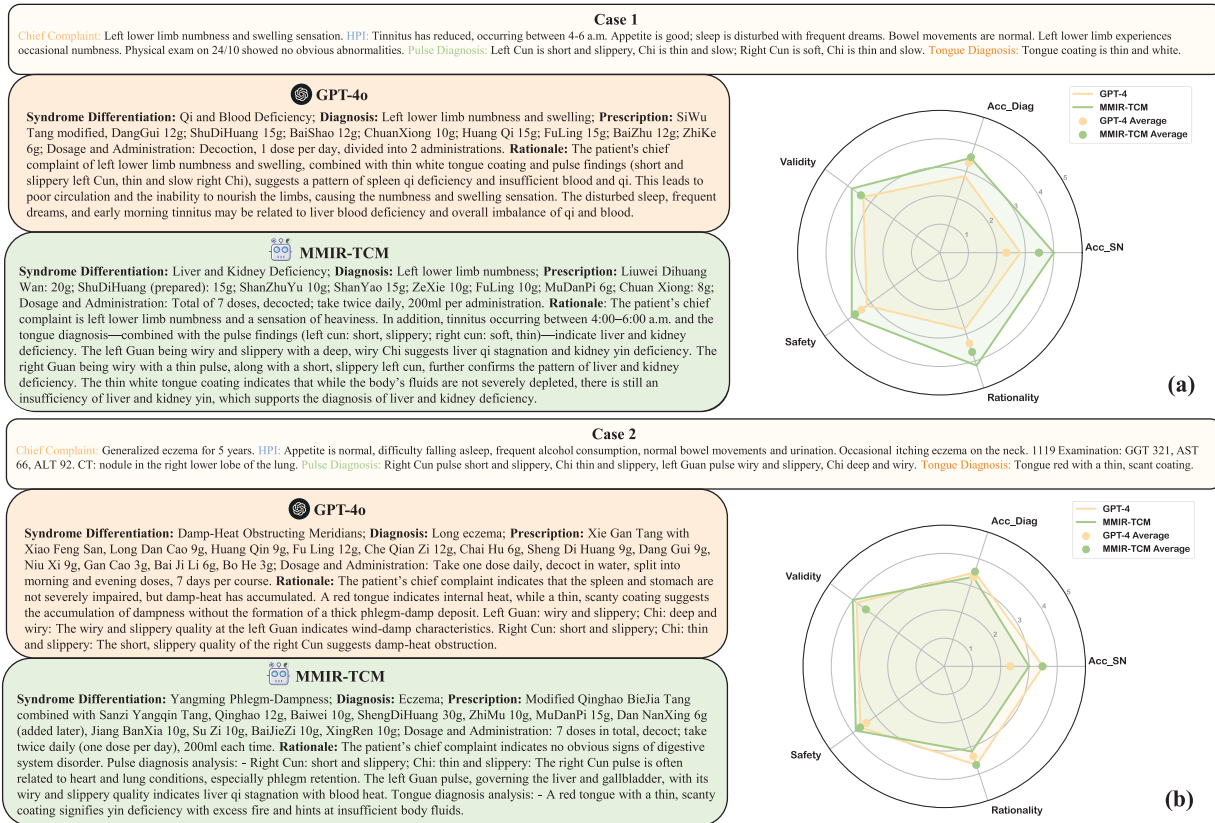 Case 1
Chief Complaint: Left lower limb numbness and swelling sensation. HPI: Tinnitus has reduced, occurring between 4-6 a.m. Appetite is good; sleep is disturbed with frequent dreams. Bowel movements are normal. Left lower limb experiences
occasional numbness. Physical exam on 24/10 showed no obvious abnormalities. Pulse Diagnosis: Left Cun is short and slippery, Chi is thin and slow; Right Cun is soft, Chi is thin and slow. Tongue Diagnosis: Tongue coating is thin and white.
GPT-4o
Syndrome Differentiation: Qi and Blood Deficiency; Diagnosis: Left lower limb numbness and swelling; Prescription: SiWu
Tang modified, DangGui 12g; ShuDiHuang 15g; BaiShao 12g; ChuanXiong 10g; Huang Qi 15g; FuLing 15g; BaiZhu 12g; ZhiKe
6g; Dosage and Administration: Decoction, 1 dose per day, divided into 2 administrations. Rationale: The patient's chief
complaint of left lower limb numbness and swelling, combined with thin white tongue coating and pulse findings (short and
slippery left Cun, thin and slow right Chi), suggests a pattern of spleen qi deficiency and insufficient blood and qi. This leads to
poor circulation and the inability to nourish the limbs, causing the numbness and swelling sensation. The disturbed sleep, frequent
dreams, and early morning tinnitus may be related to liver blood deficiency and overall imbalance of qi and blood.
MMIR-TCM
Syndrome Differentiation: Liver and Kidney Deficiency; Diagnosis: Left lower limb numbness; Prescription: Liuwei Dihuang
Wan: 20g; ShuDiHuang (prepared): 15g; ShanZhuYu 10g; ShanYao 15g; ZeXie 10g; FuLing 10g; MuDanPi 6g; Chuan Xiong: 8g;
Dosage and Administration: Total of 7 doses, decocted; take twice daily, 200ml per administration. Rationale: The patient's chief
complaint is left lower limb numbness and a sensation of heaviness. In addition, tinnitus occurring between 4:00–6:00 a.m. and the
tongue diagnosis—combined with the pulse findings (left cun: short, slippery; right cun: soft, thin)—indicate liver and kidney
deficiency. The left Guan being wiry and slippery with a deep, wiry Chi suggests liver qi stagnation and kidney yin deficiency. The
right Guan being wiry with a thin pulse, along with a short, slippery left cun, further confirms the pattern of liver and kidney
deficiency. The thin white tongue coating indicates that while the body's fluids are not severely depleted, there is still an
insufficiency of liver and kidney yin, which supports the diagnosis of liver and kidney deficiency.
GPT-4
MMIR-TCM
GPT-4 Average
MMIR-TCM Average
Acc_Diag
Validity
5
4
3
2
1
Acc_SN
Safety
Rationality
(a)
Case 2
Chief Complaint: Generalized eczema for 5 years. HPI: Appetite is normal, difficulty falling asleep, frequent alcohol consumption, normal bowel movements and urination. Occasional itching eczema on the neck. 1119 Examination: GGT 321, AST
66, ALT 92. CT: nodule in the right lower lobe of the lung. Pulse Diagnosis: Right Cun pulse short and slippery, Chi thin and slippery, left Guan pulse wiry and slippery, Chi deep and wiry. Tongue Diagnosis: Tongue red with a thin, scant coating.
GPT-4o
Syndrome Differentiation: Damp-Heat Obstructing Meridians; Diagnosis: Long eczema; Prescription: Xie Gan Tang with
Xiao Feng San, Long Dan Cao 9g, Huang Qin 9g, Fu Ling 12g, Che Qian Zi 12g, Chai Hu 6g, Sheng Di Huang 9g, Dang Gui 9g,
Niu Xi 9g, Gan Cao 3g, Bai Ji Li 6g, Bo He 3g; Dosage and Administration: Take one dose daily, decoct in water, split into
morning and evening doses, 7 days per course. Rationale: The patient's chief complaint indicates that the spleen and stomach are
not severely impaired, but damp-heat has accumulated. A red tongue indicates internal heat, while a thin, scanty coating suggests
the accumulation of dampness without the formation of a thick phlegm-damp deposit. Left Guan: wiry and slippery; Chi: deep and
wiry: The wiry and slippery quality at the left Guan indicates wind-damp characteristics. Right Cun: short and slippery; Chi: thin
and slippery: The short, slippery quality of the right Cun suggests damp-heat obstruction.
MMIR-TCM
Syndrome Differentiation: Yangming Phlegm-Dampness; Diagnosis: Eczema; Prescription: Modified Qinghao BieJia Tang
combined with Sanzi Yangqin Tang, Qinghao 12g, Baiwei 10g, ShengDiHuang 30g, ZhiMu 10g, MuDanPi 15g, Dan NanXing 6g
(added later), Jiang BanXia 10g, Su Zi 10g, BaiJieZi 10g, XingRen 10g; Dosage and Administration: 7 doses in total, decoct; take
twice daily (one dose per day), 200ml each time. Rationale: The patient's chief complaint indicates no obvious signs of digestive
system disorder. Pulse diagnosis analysis: - Right Cun: short and slippery; Chi: thin and slippery: The right Cun pulse is often
related to heart and lung conditions, especially phlegm retention. The left Guan pulse, governing the liver and gallbladder, with its
wiry and slippery quality indicates liver qi stagnation with blood heat. Tongue diagnosis analysis: - A red tongue with a thin, scanty
coating signifies yin deficiency with excess fire and hints at insufficient body fluids.
GPT-4
MMIR-TCM
GPT-4 Average
MMIR-TCM Average
Acc_Diag
Validity
5
4
3
2
1
Acc_SN
Safety
Rationality
(b)